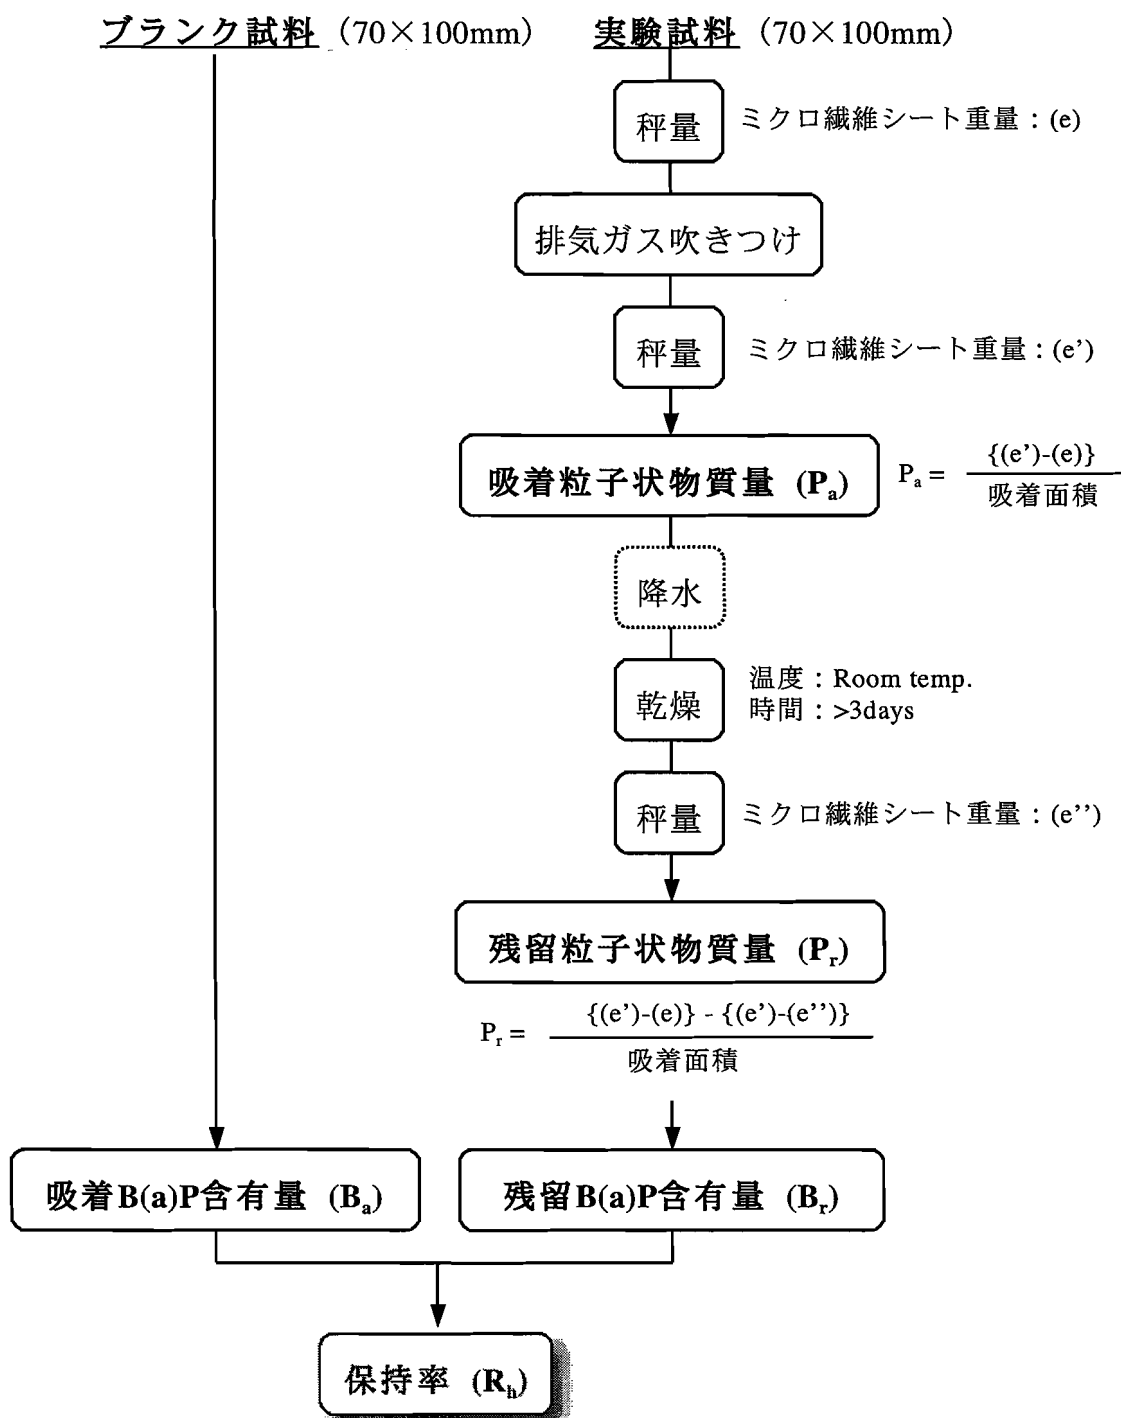 ブランク試料 (70×100mm) 実験試料 (70×100mm)
秤量 ミクロ繊維シート重量:(e)
排気ガス吹きつけ
秤量 ミクロ繊維シート重量:(e’)
吸着粒子状物質量 (Pa) Pa = {(e’)-(e)}
吸着面積
降水
乾燥 温度:Room temp.
時間:>3days
秤量 ミクロ繊維シート重量:(e’’)
残留粒子状物質量 (Pr)
Pr = {(e’)-(e)} - {(e’)-(e’’)}
吸着面積
吸着B(a)P含有量 (Ba) 残留B(a)P含有量 (Br)
保持率 (Rh)